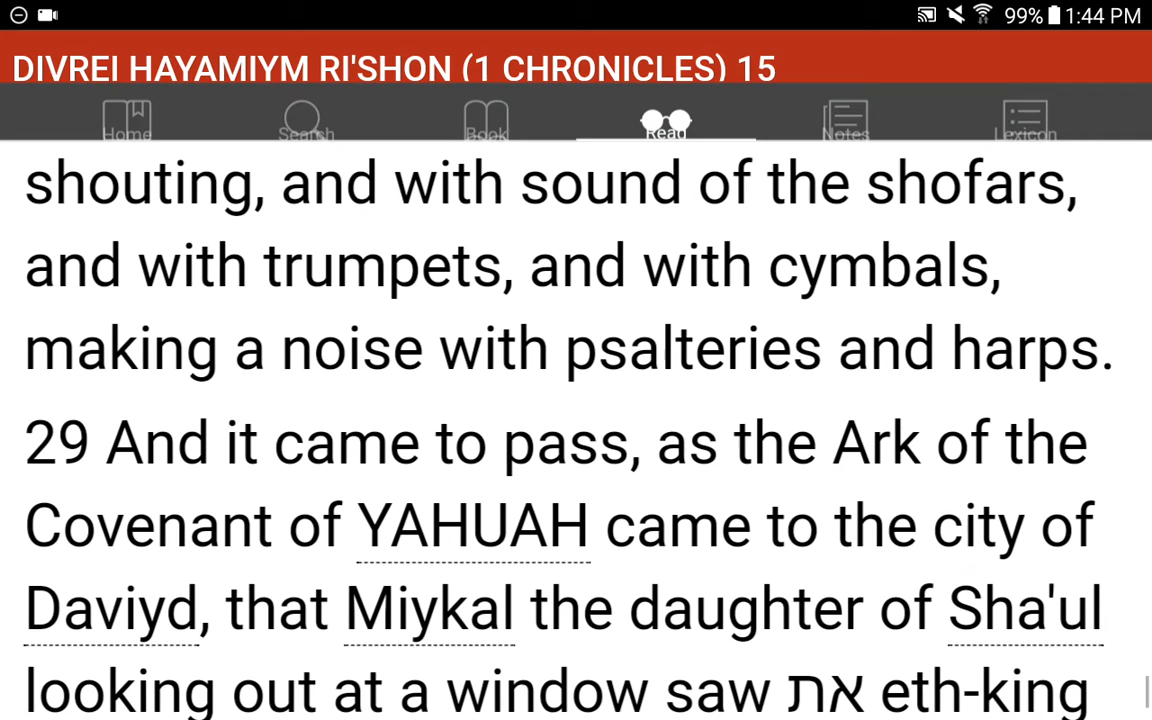 99% 1:44 PM
DIVREI HAYAMIYM RI'SHON (1 CHRONICLES) 15
Home Search Book Read Notes Lexicon
shouting, and with sound of the shofars,
and with trumpets, and with cymbals,
making a noise with psalteries and harps.
29 And it came to pass, as the Ark of the
Covenant of YAHUAH came to the city of
Daviyd, that Miykal the daughter of Sha'ul
looking out at a window saw את eth-king